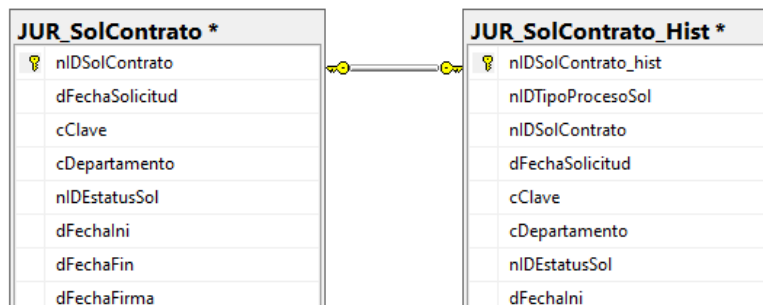 JUR_SolContrato *
nIDSolContrato
dFechaSolicitud
cClave
cDepartamento
nIDEstatusSol
dFechaIni
dFechaFin
dFechaFirma
JUR_SolContrato_Hist *
nIDSolContrato_hist
nIDTipoProcesoSol
nIDSolContrato
dFechaSolicitud
cClave
cDepartamento
nIDEstatusSol
dFechaIni